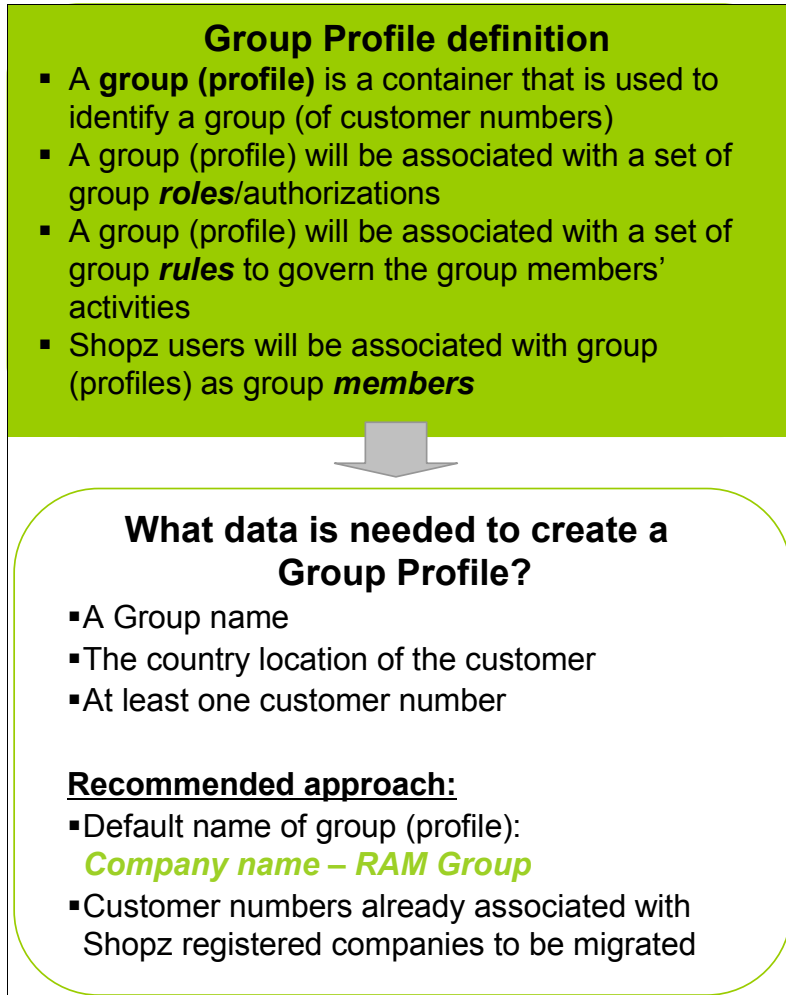 Group Profile definition
▪ A group (profile) is a container that is used to
identify a group (of customer numbers)
▪ A group (profile) will be associated with a set of
group roles/authorizations
▪ A group (profile) will be associated with a set of
group rules to govern the group members’
activities
▪ Shopz users will be associated with group
(profiles) as group members
What data is needed to create a
Group Profile?
▪A Group name
▪The country location of the customer
▪At least one customer number
Recommended approach:
▪Default name of group (profile):
Company name – RAM Group
▪Customer numbers already associated with
Shopz registered companies to be migrated